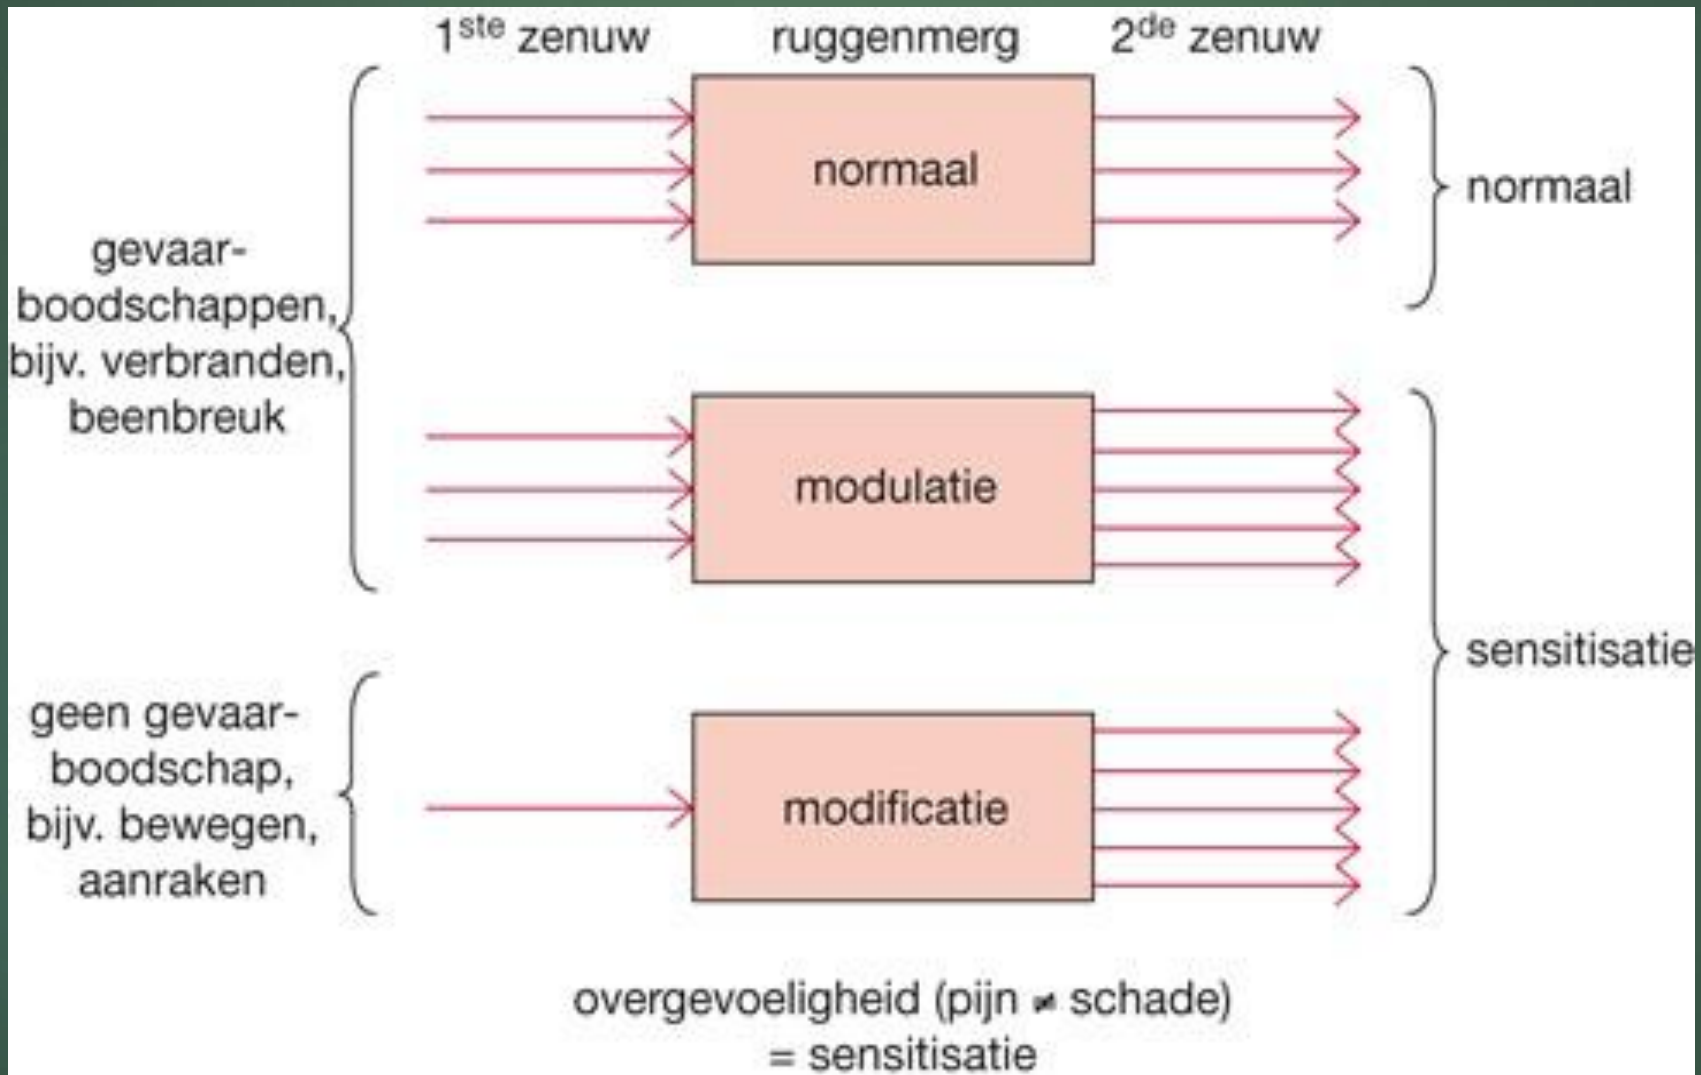 1ste zenuw ruggenmerg 2de zenuw
gevaar-
boodschappen,
bijv. verbranden,
beenbreuk
normaal
normaal
modulatie
sensitisatie
geen gevaar-
boodschap,
bijv. bewegen,
aanraken
modificatie
overgevoeligheid (pijn ≠ schade)
= sensitisatie